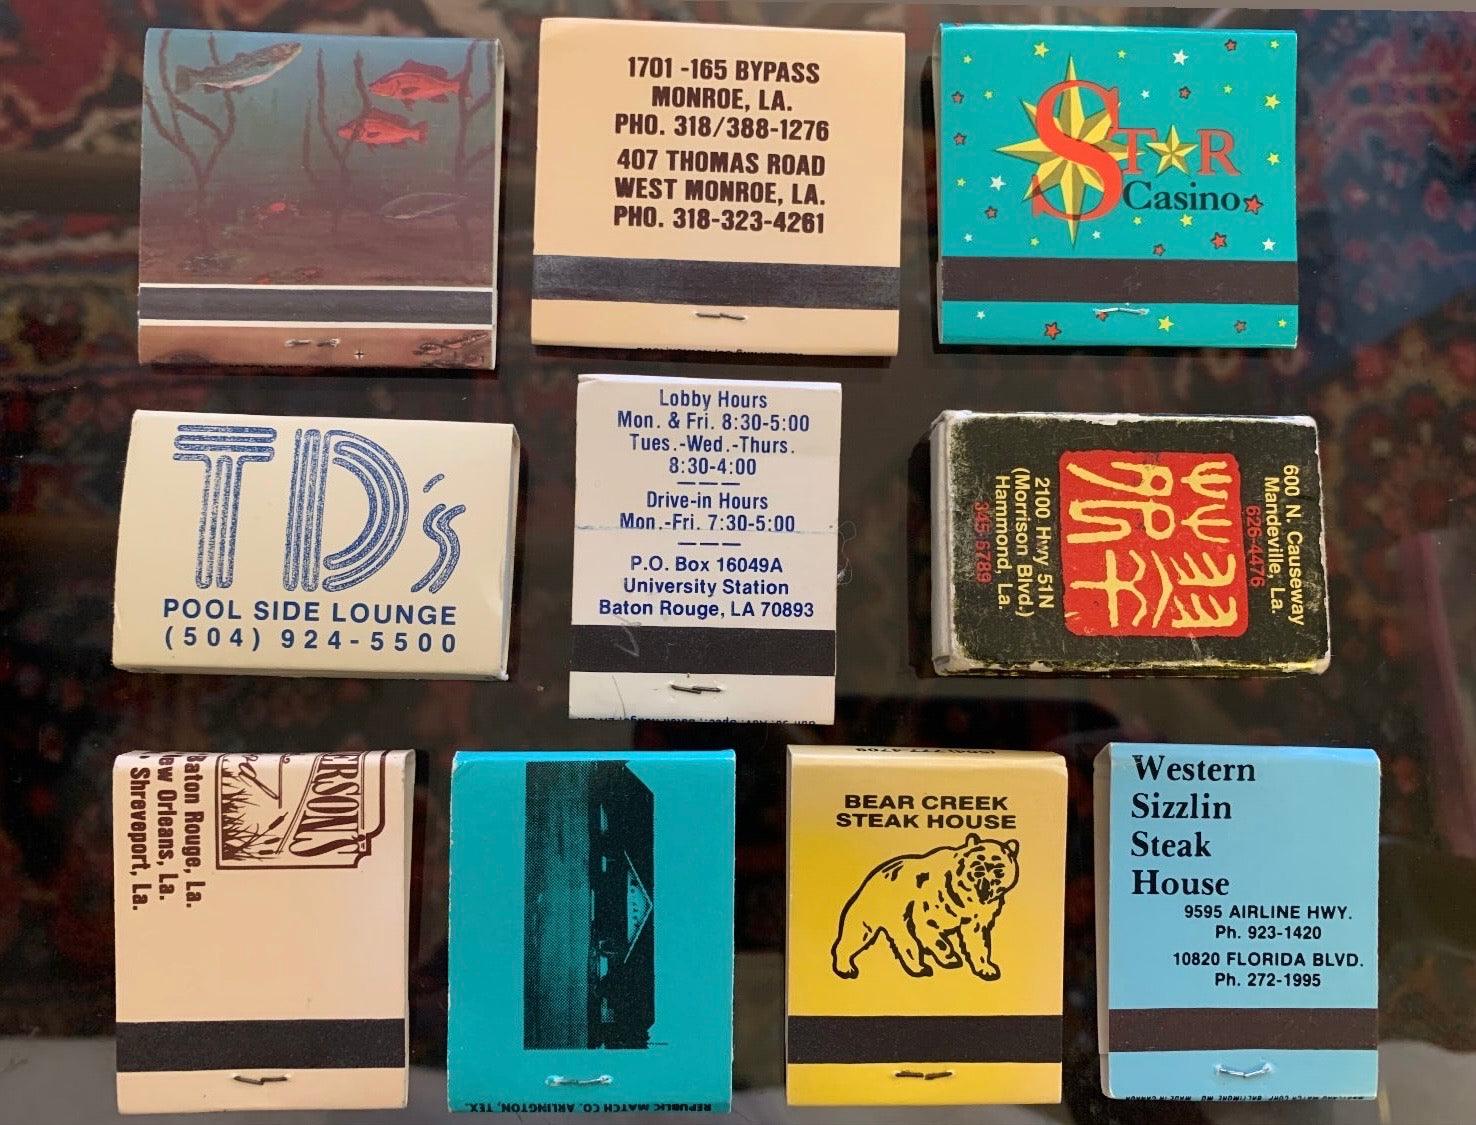 1701 -165 BYPASS
MONROE, LA.
PHO. 318/388-1276
407 THOMAS ROAD
WEST MONROE, LA.
PHO. 318-323-4261
STAR
Casino
TD's
POOL SIDE LOUNGE
(504) 924-5500
Lobby Hours
Mon. & Fri. 8:30-5:00
Tues.-Wed.-Thurs.
8:30-4:00
Drive-in Hours
Mon.-Fri. 7:30-5:00
P.O. Box 16049A
University Station
Baton Rouge, LA 70893
600 N. Causeway
Mandeville, La.
626-4476
2100 Hwy 51N
(Morrison Blvd.)
Hammond, La.
345-5789
ERSON'S
aton Rouge, La.
ew Orleans, La.
Shreveport, La.
REPUBLIC MATCH CO. ARLINGTON, TEX.
BEAR CREEK
STEAK HOUSE
Western
Sizzlin
Steak
House
9595 AIRLINE HWY.
Ph. 923-1420
10820 FLORIDA BLVD.
Ph. 272-1995